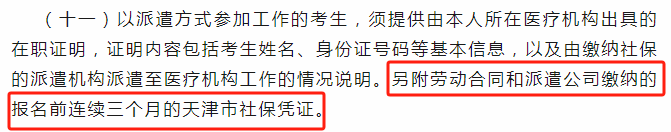 （十一）以派遣方式参加工作的考生，须提供由本人所在医疗机构出具的
在职证明，证明内容包括考生姓名、身份证号码等基本信息，以及由缴纳社保
的派遣机构派遣至医疗机构工作的情况说明。另附劳动合同和派遣公司缴纳的
报名前连续三个月的天津市社保凭证。